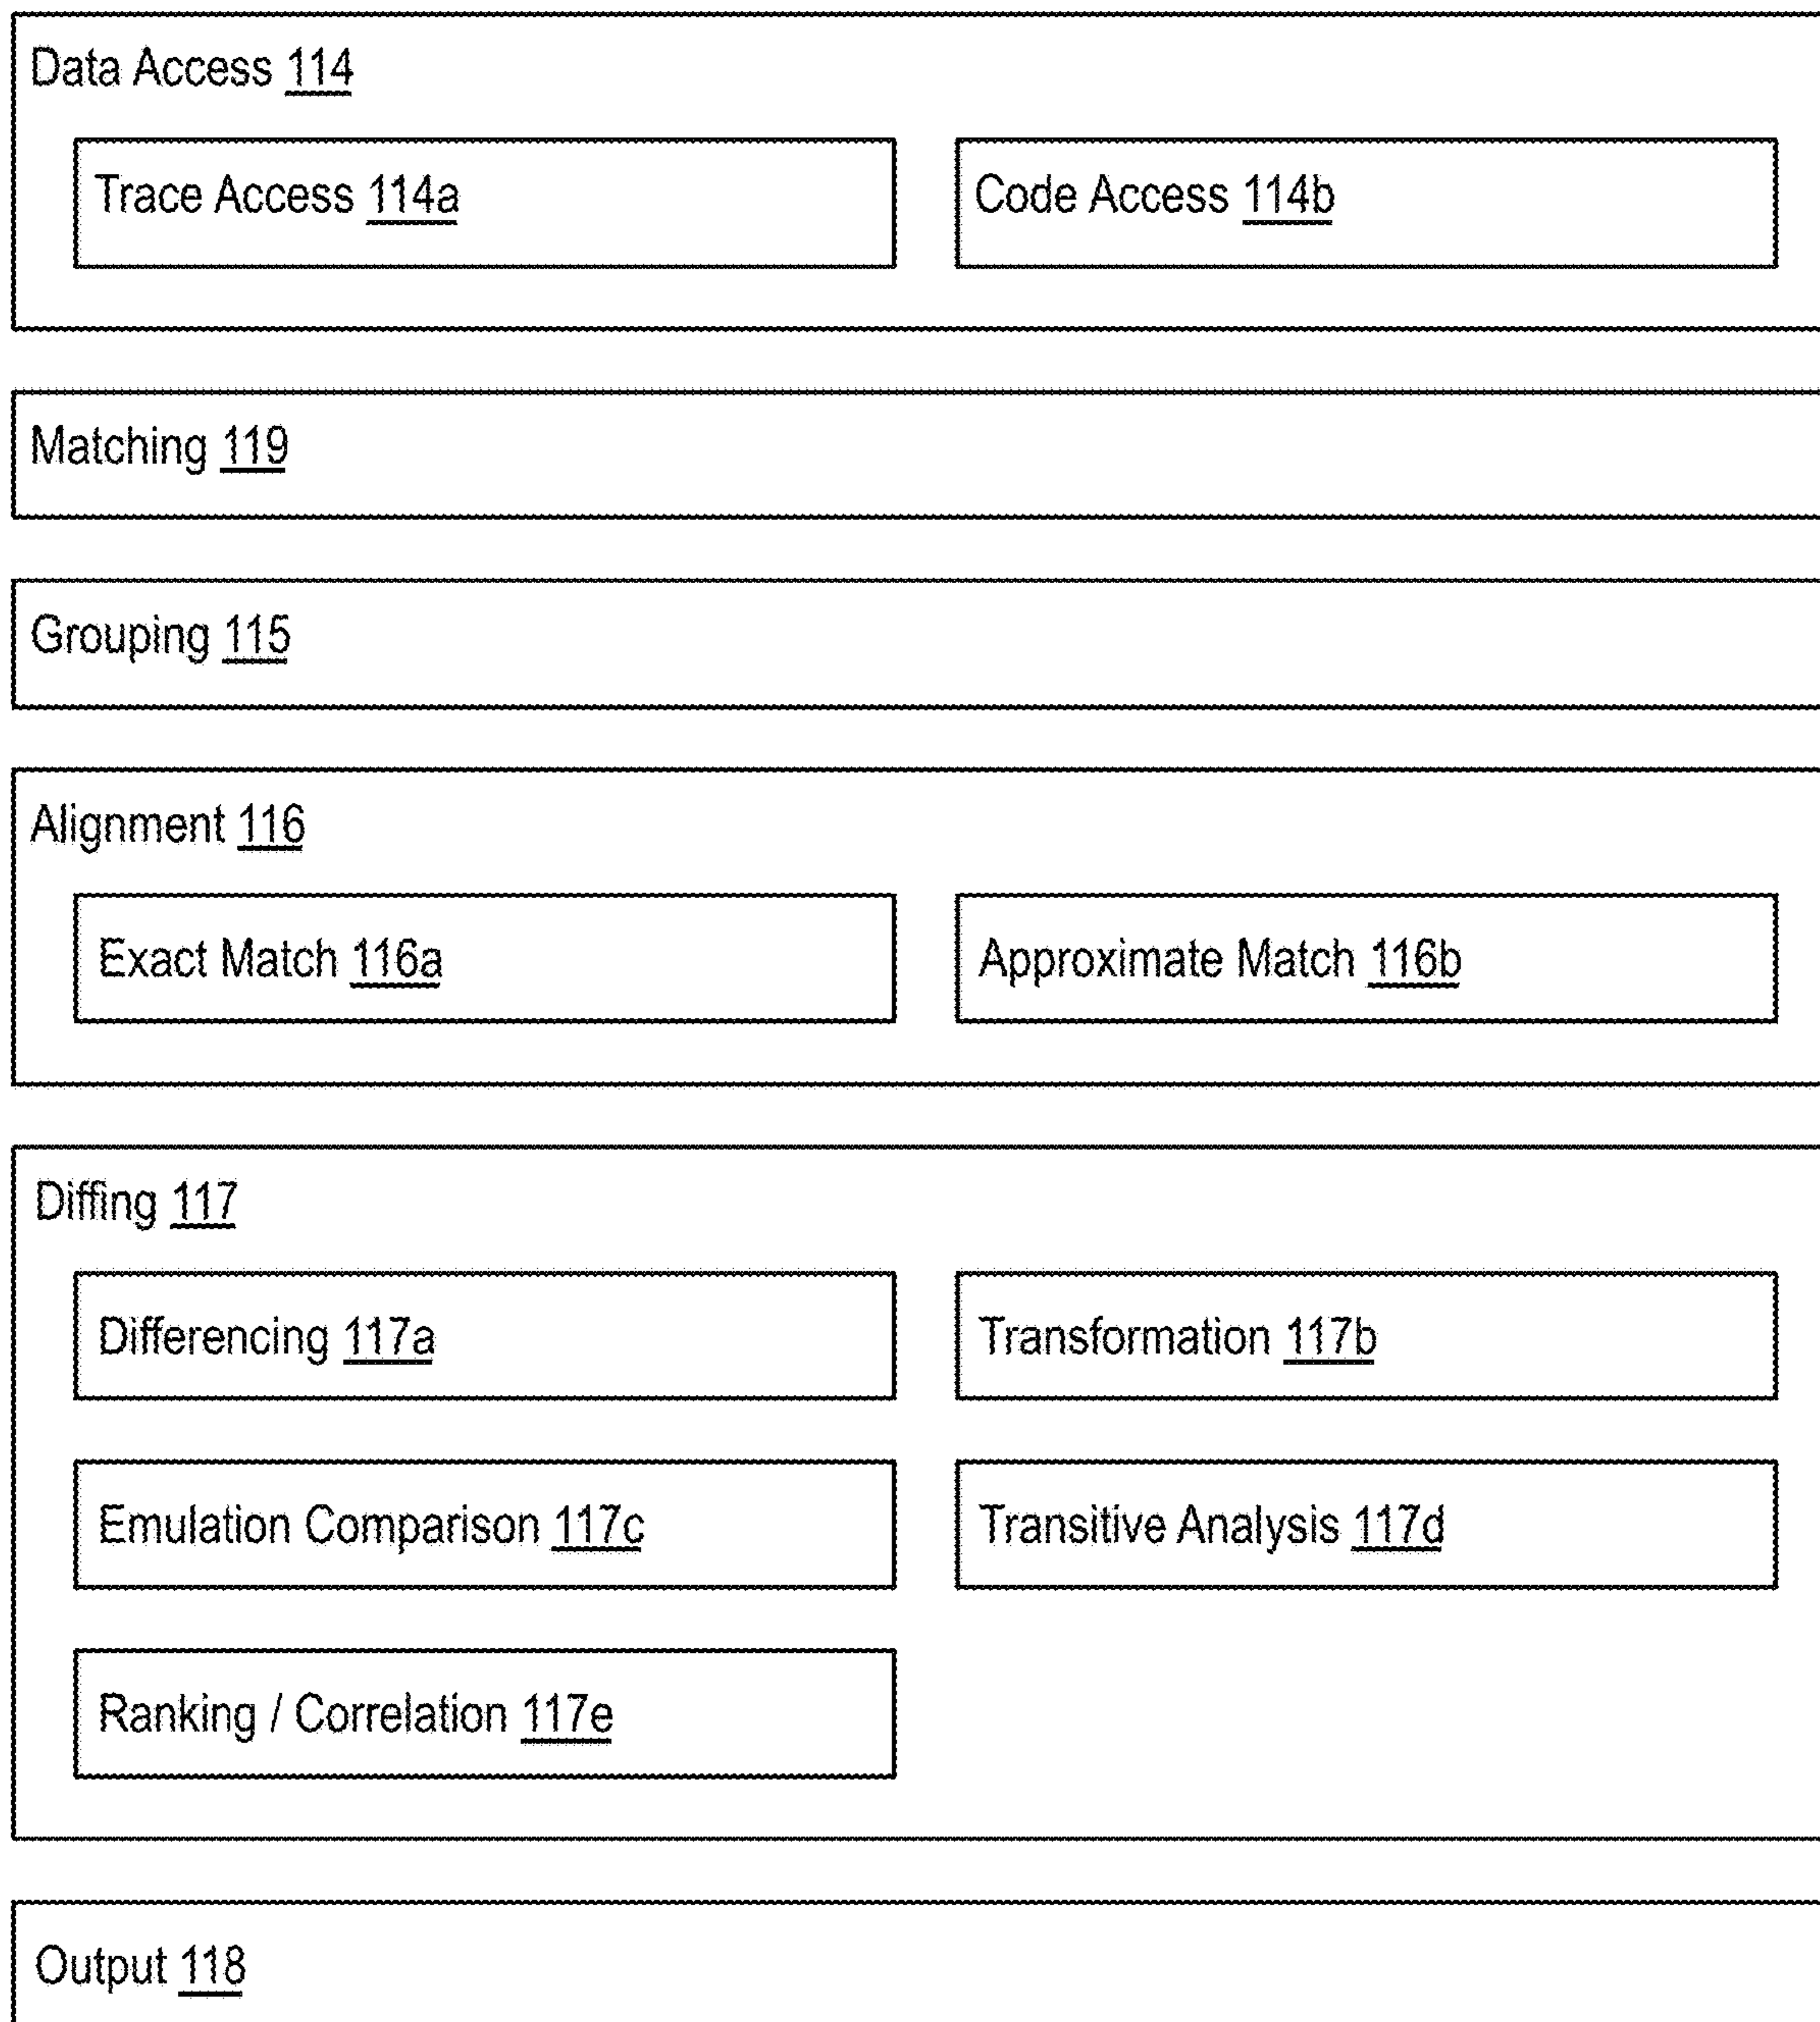 Data Access 114
Trace Access 114a
Code Access 114b
Matching 119
Grouping 115
Alignment 116
Exact Match 116a
Approximate Match 116b
Diffing 117
Differencing 117a
Transformation 117b
Emulation Comparison 117c
Transitive Analysis 117d
Ranking / Correlation 117e
Output 118